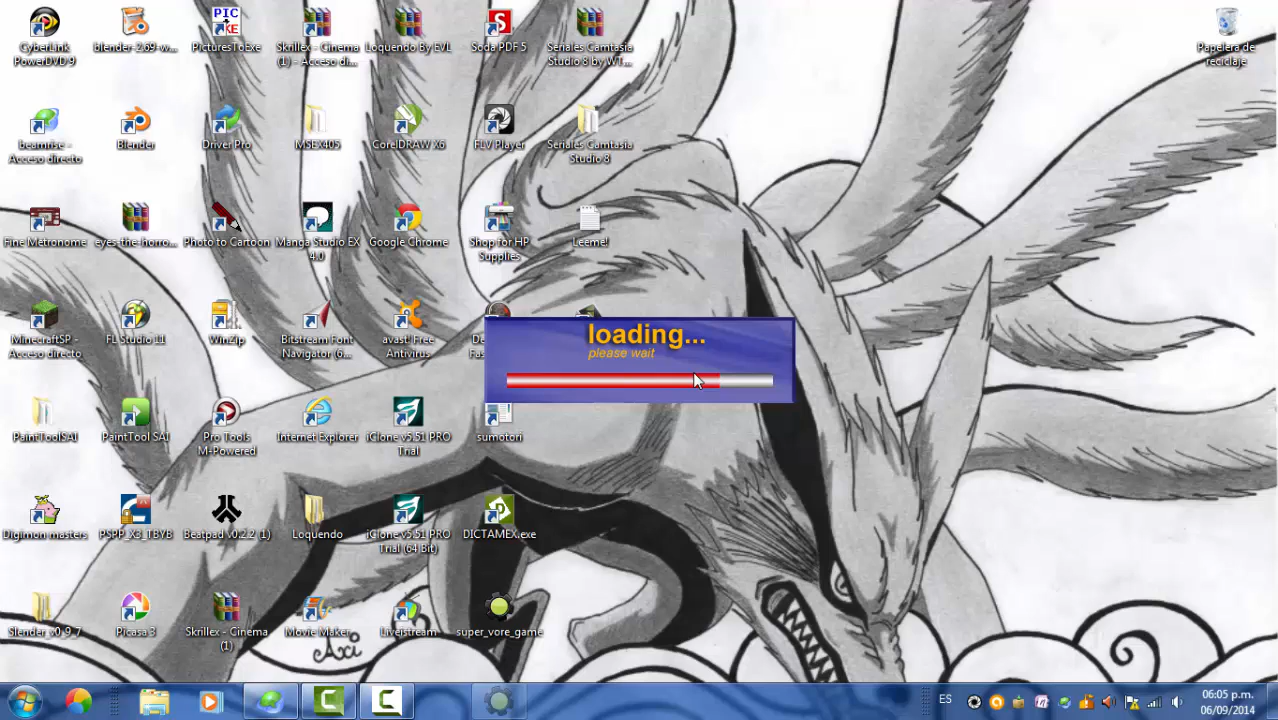 CyberLink
PowerDVD 9
blender-2.69-w...
PIC
KE
PicturesToExe
Skrillex - Cinema
(1) - Acceso di...
Loquendo By EVL
Soda PDF 5
Seriales Camtasia
Studio 8 by WT...
Papelera de
reciclaje
Acceso directo
Blender
Driver Pro
MSEX405
CorelDRAW X6
FLV Player
Seriales Camtasia
Studio 8
Fine Metronome
eyes-the-horro...
Photo to Cartoon
Manga Studio EX
4.0
Google Chrome
Shop for HP
Supplies
Leeme!
MinecraftSP -
Acceso directo
FL Studio 11
WinZip
Bitstream Font
Navigator (6...
avast! Free
Antivirus
loading...
please wait
PaintToolSAI
PaintTool SAI
Pro Tools
M-Powered
Internet Explorer
iClone v5.51 PRO
Trial
sumotori
Digimon masters
PSPP_X3_TBYB
Beatpad v0.2.2 (1)
Loquendo
iClone v5.51 PRO
Trial (64 Bit)
DICTAMEX.exe
Slender_v0_9_7
Picasa 3
Skrillex - Cinema
(1)
Movie Maker
Livestream
super_vore_game
Axi
ES
06:05 p.m.
06/09/2014